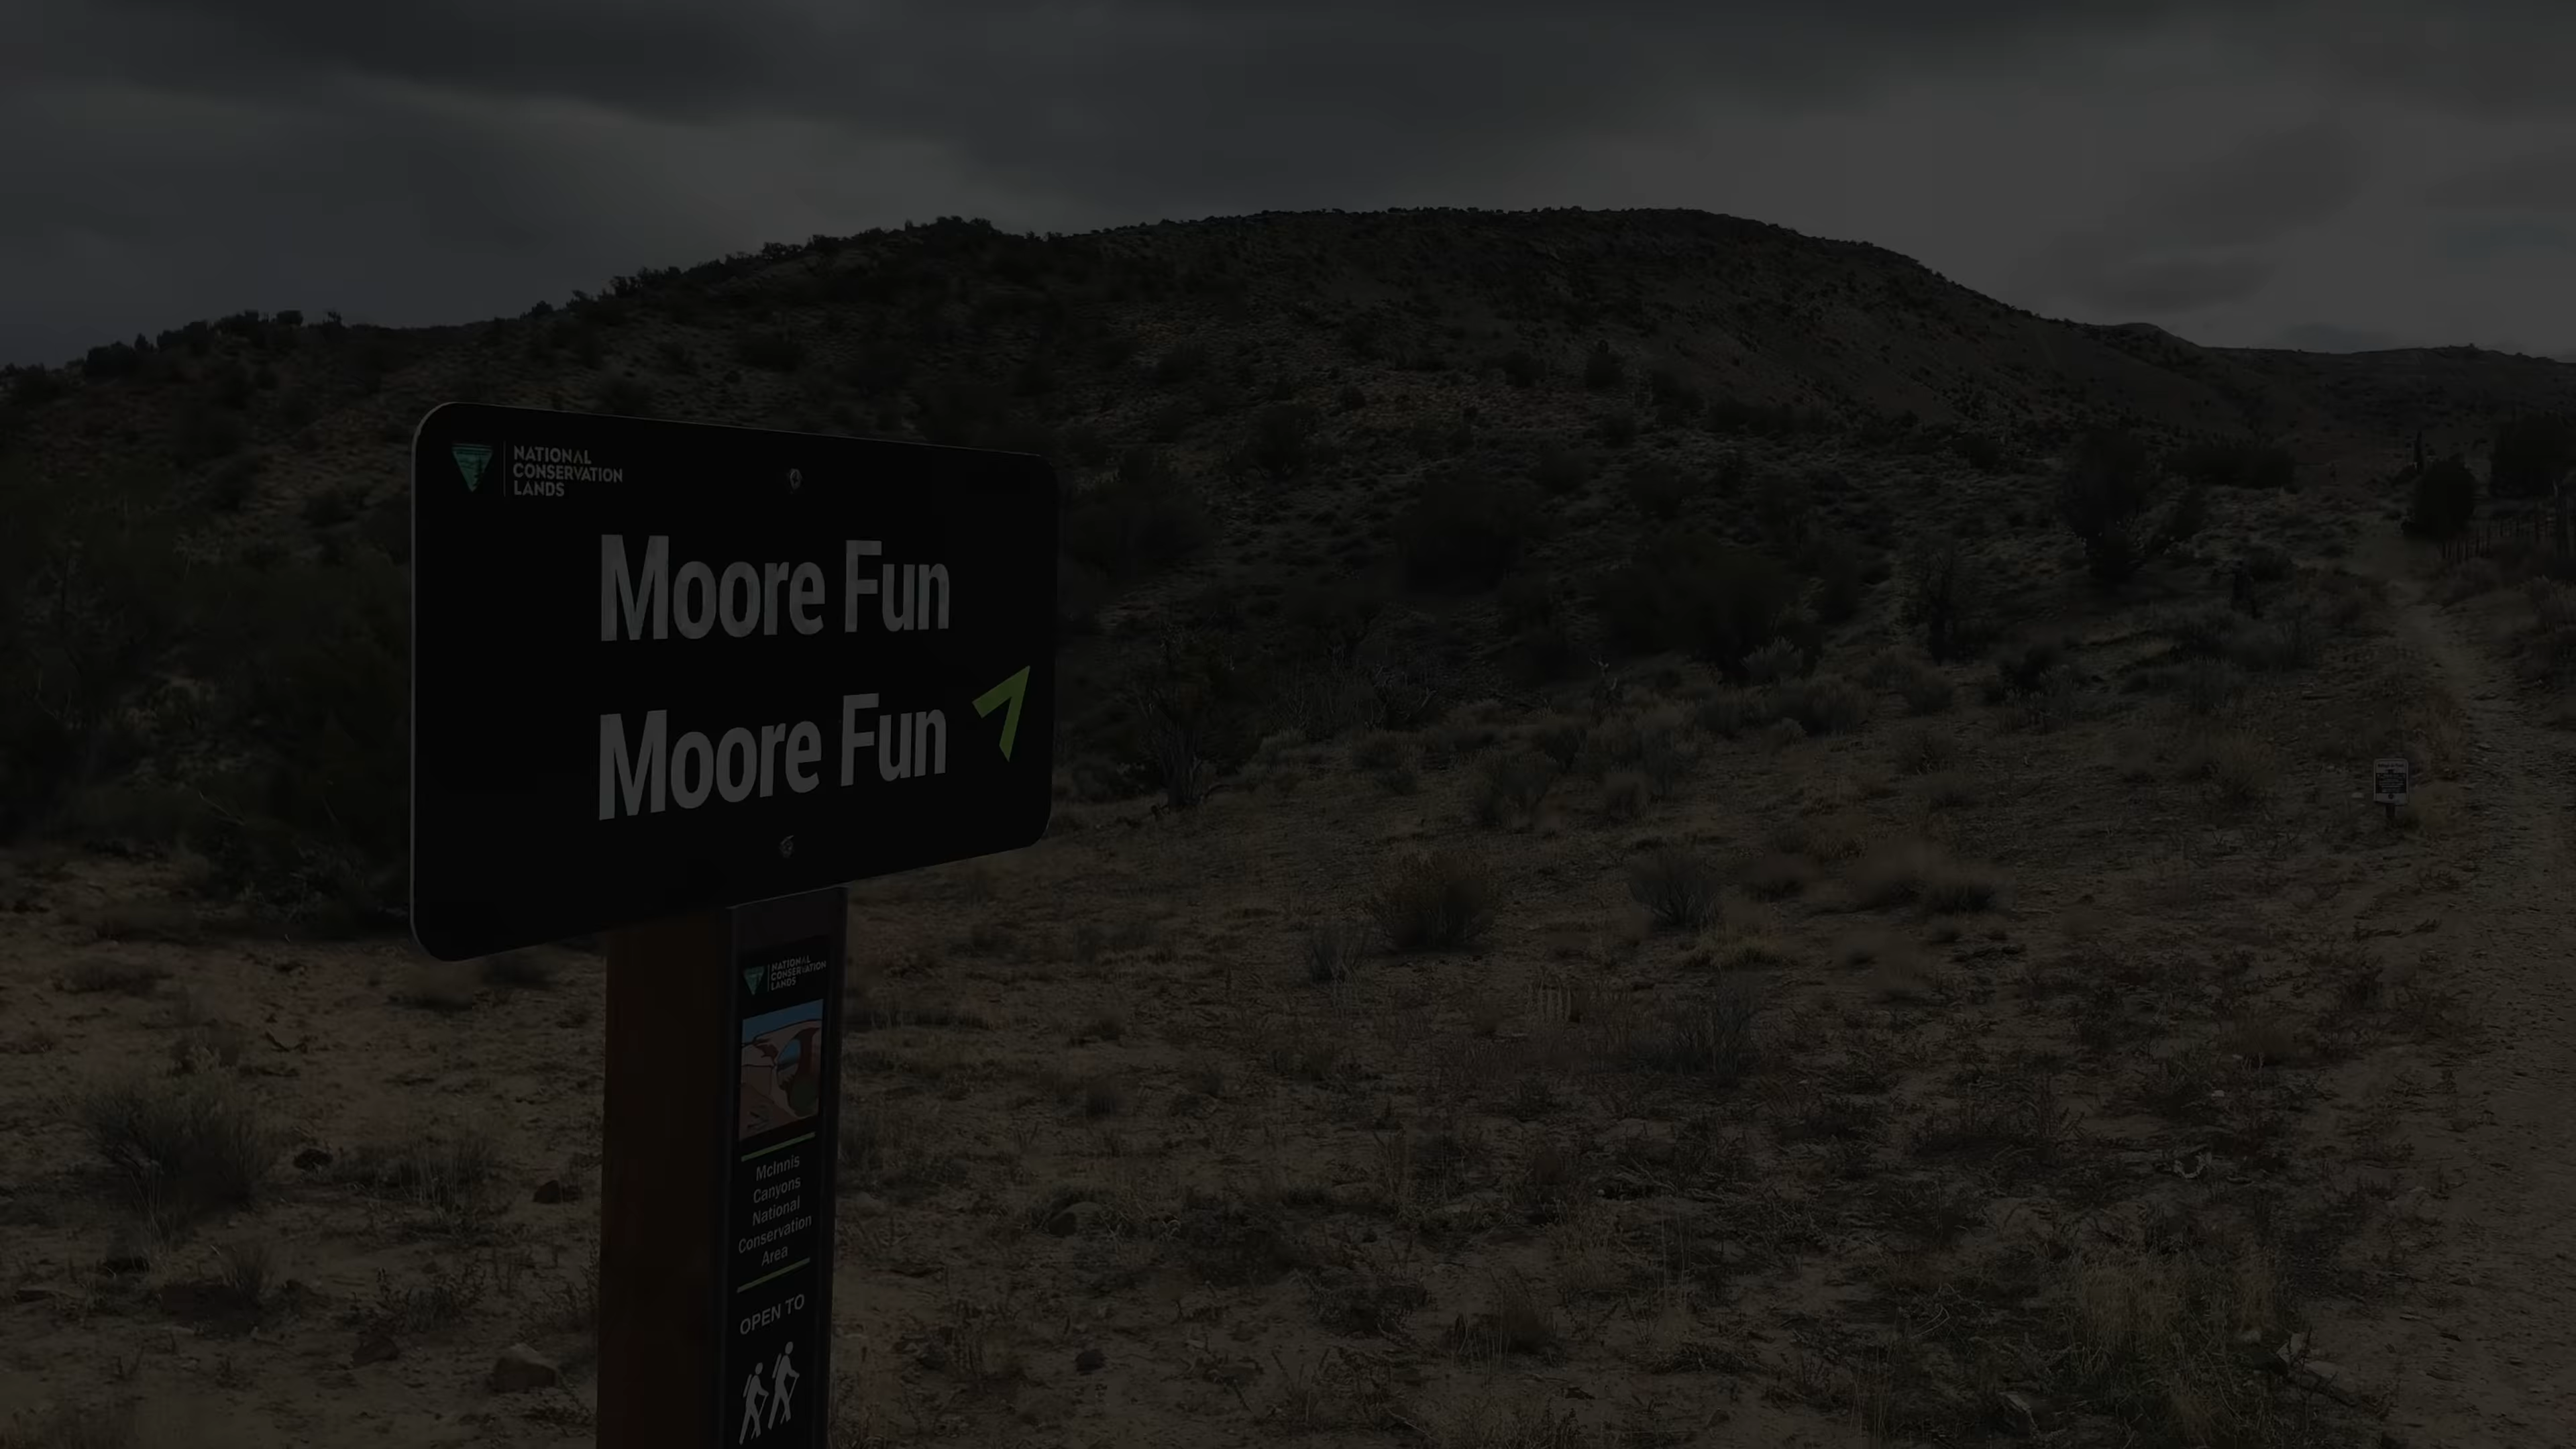 NATIONAL
CONSERVATION
LANDS
Moore Fun
Moore Fun
NATIONAL
CONSERVATION
LANDS
McInnis
Canyons
National
Conservation
Area
OPEN TO